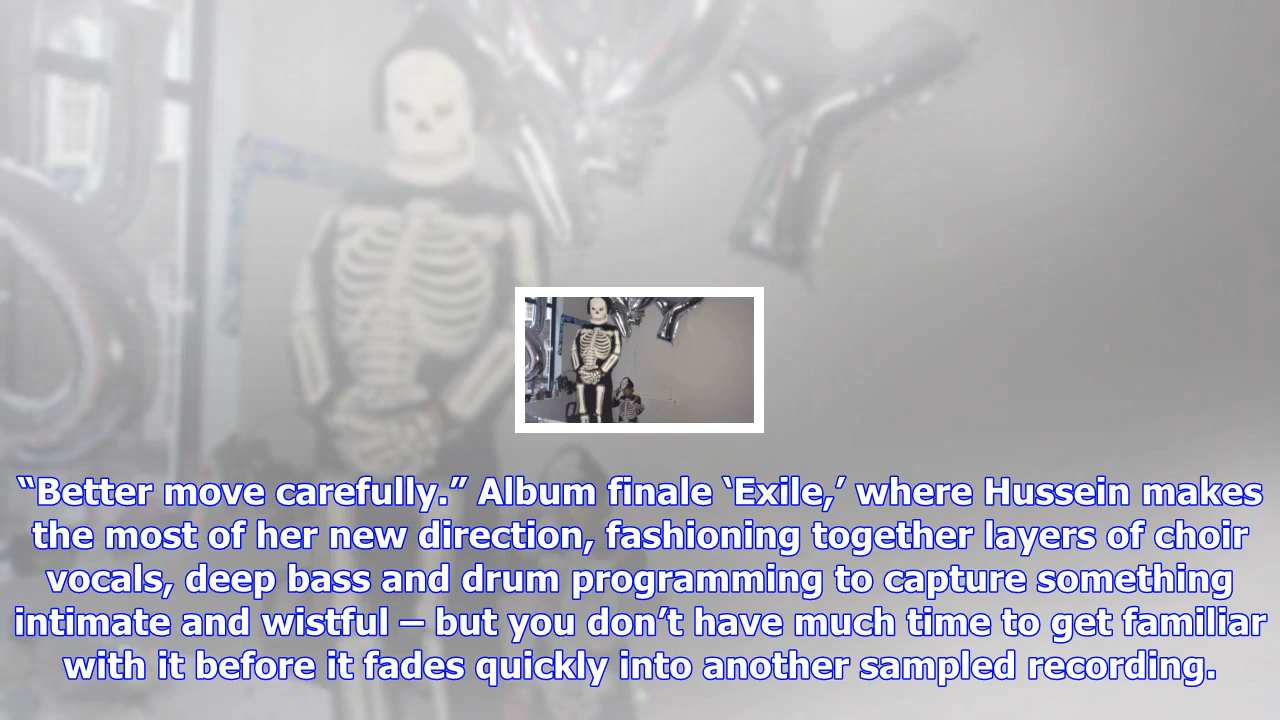 “Better move carefully.” Album finale ‘Exile,’ where Hussein makes
the most of her new direction, fashioning together layers of choir
vocals, deep bass and drum programming to capture something
intimate and wistful – but you don’t have much time to get familiar
with it before it fades quickly into another sampled recording.